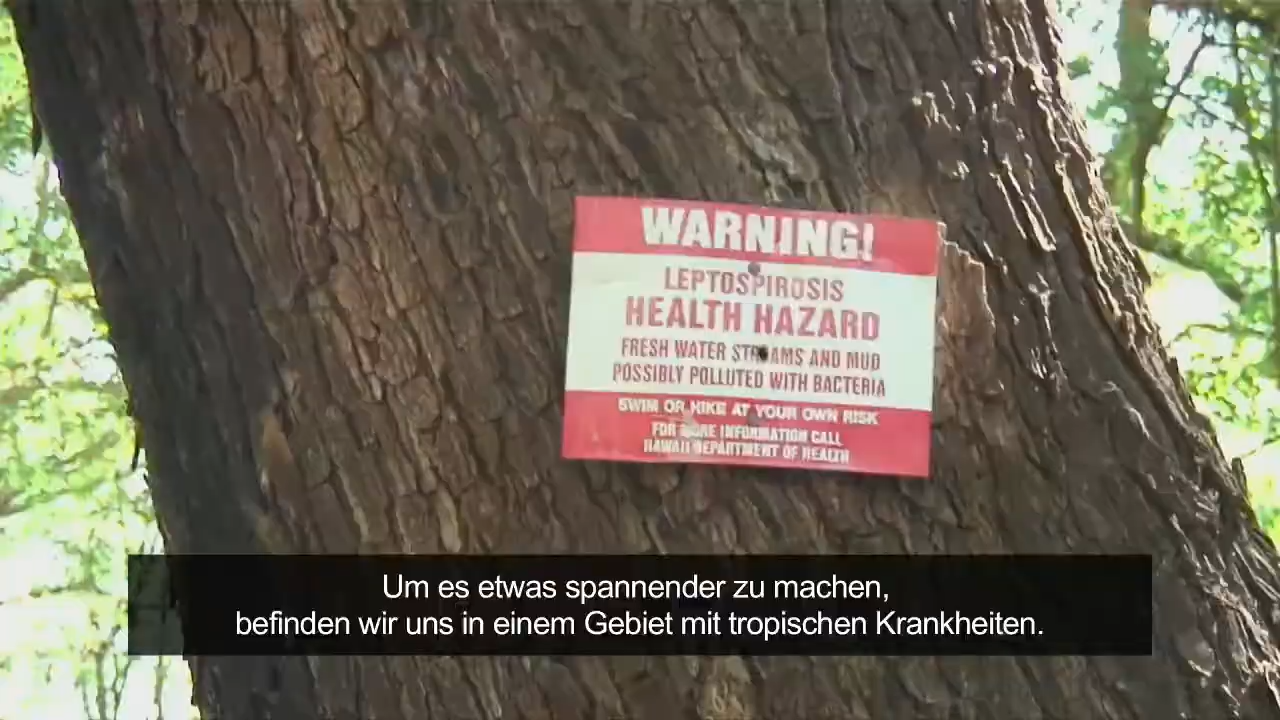 WARNING!
LEPTOSPIROSIS
HEALTH HAZARD
FRESH WATER STREAMS AND MUD
POSSIBLY POLLUTED WITH BACTERIA
SWIM OR HIKE AT YOUR OWN RISK
FOR MORE INFORMATION CALL
HAWAII DEPARTMENT OF HEALTH
Um es etwas spannender zu machen,
befinden wir uns in einem Gebiet mit tropischen Krankheiten.